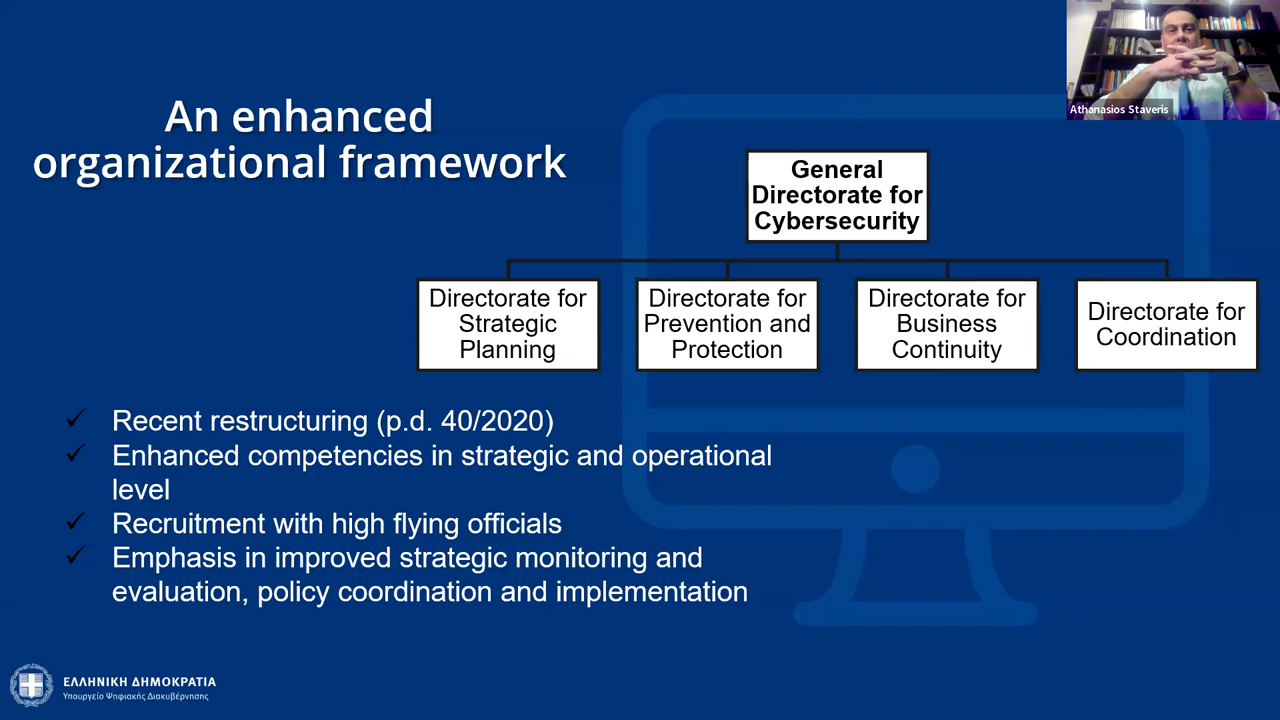 An enhanced
organizational framework
Athanasios Staveris
General
Directorate for
Cybersecurity
Directorate for
Strategic
Planning
Directorate for
Prevention and
Protection
Directorate for
Business
Continuity
Directorate for
Coordination
Recent restructuring (p.d. 40/2020)
Enhanced competencies in strategic and operational
level
Recruitment with high flying officials
Emphasis in improved strategic monitoring and
evaluation, policy coordination and implementation
ΕΛΛΗΝΙΚΗ ΔΗΜΟΚΡΑΤΙΑ
Υπουργείο Ψηφιακής Διακυβέρνησης